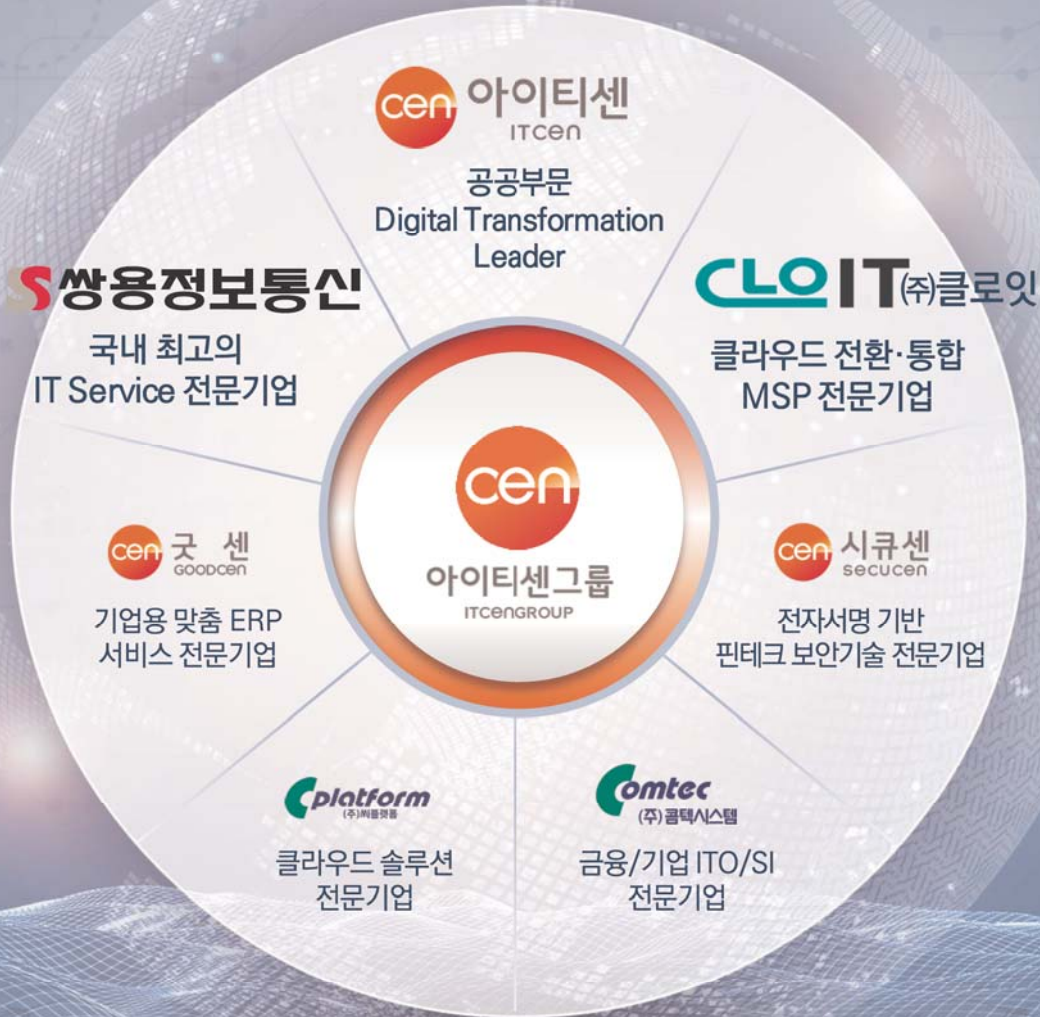 cen 아이티센
ITCEN
공공부문
Digital Transformation
Leader
쌍용정보통신
국내 최고의
IT Service 전문기업
CLOIT (주)클로잇
클라우드 전환·통합
MSP 전문기업
cen
아이티센그룹
ITCENGROUP
cen 굿 센
GOODCEN
기업용 맞춤 ERP
서비스 전문기업
cen 시큐센
secucen
전자서명 기반
핀테크 보안기술 전문기업
Cplatform
(주)씨플랫폼
클라우드 솔루션
전문기업
Comtec
(주)콤텍시스템
금융/기업 ITO/SI
전문기업